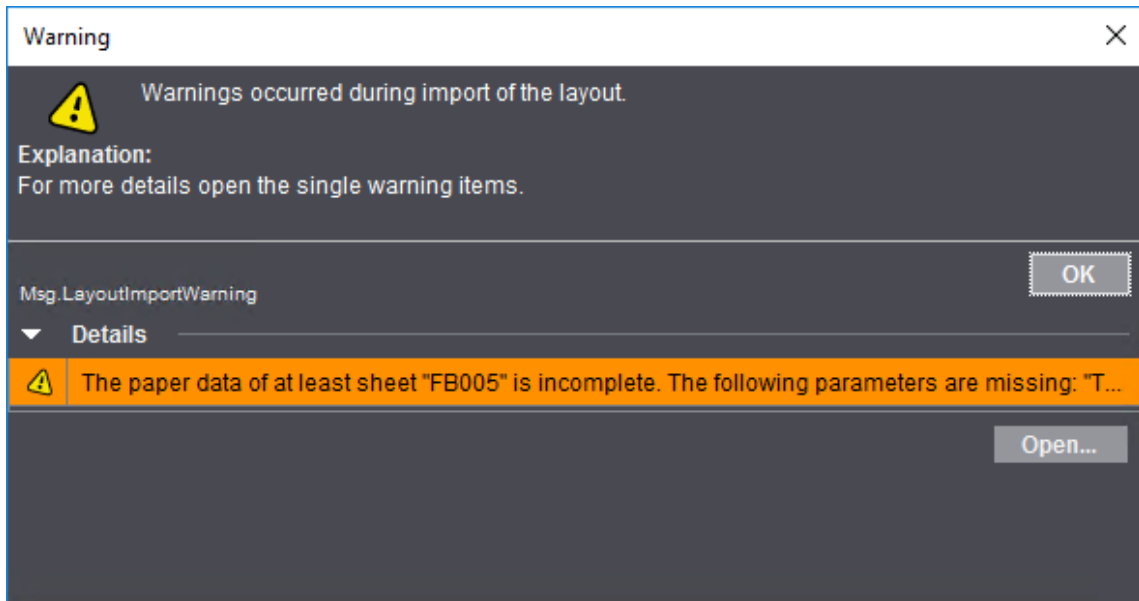 Warning
Warnings occurred during import of the layout.
Explanation:
For more details open the single warning items.
OK
Msg.LayoutImportWarning
Details
The paper data of at least sheet "FB005" is incomplete. The following parameters are missing: "T...
Open...